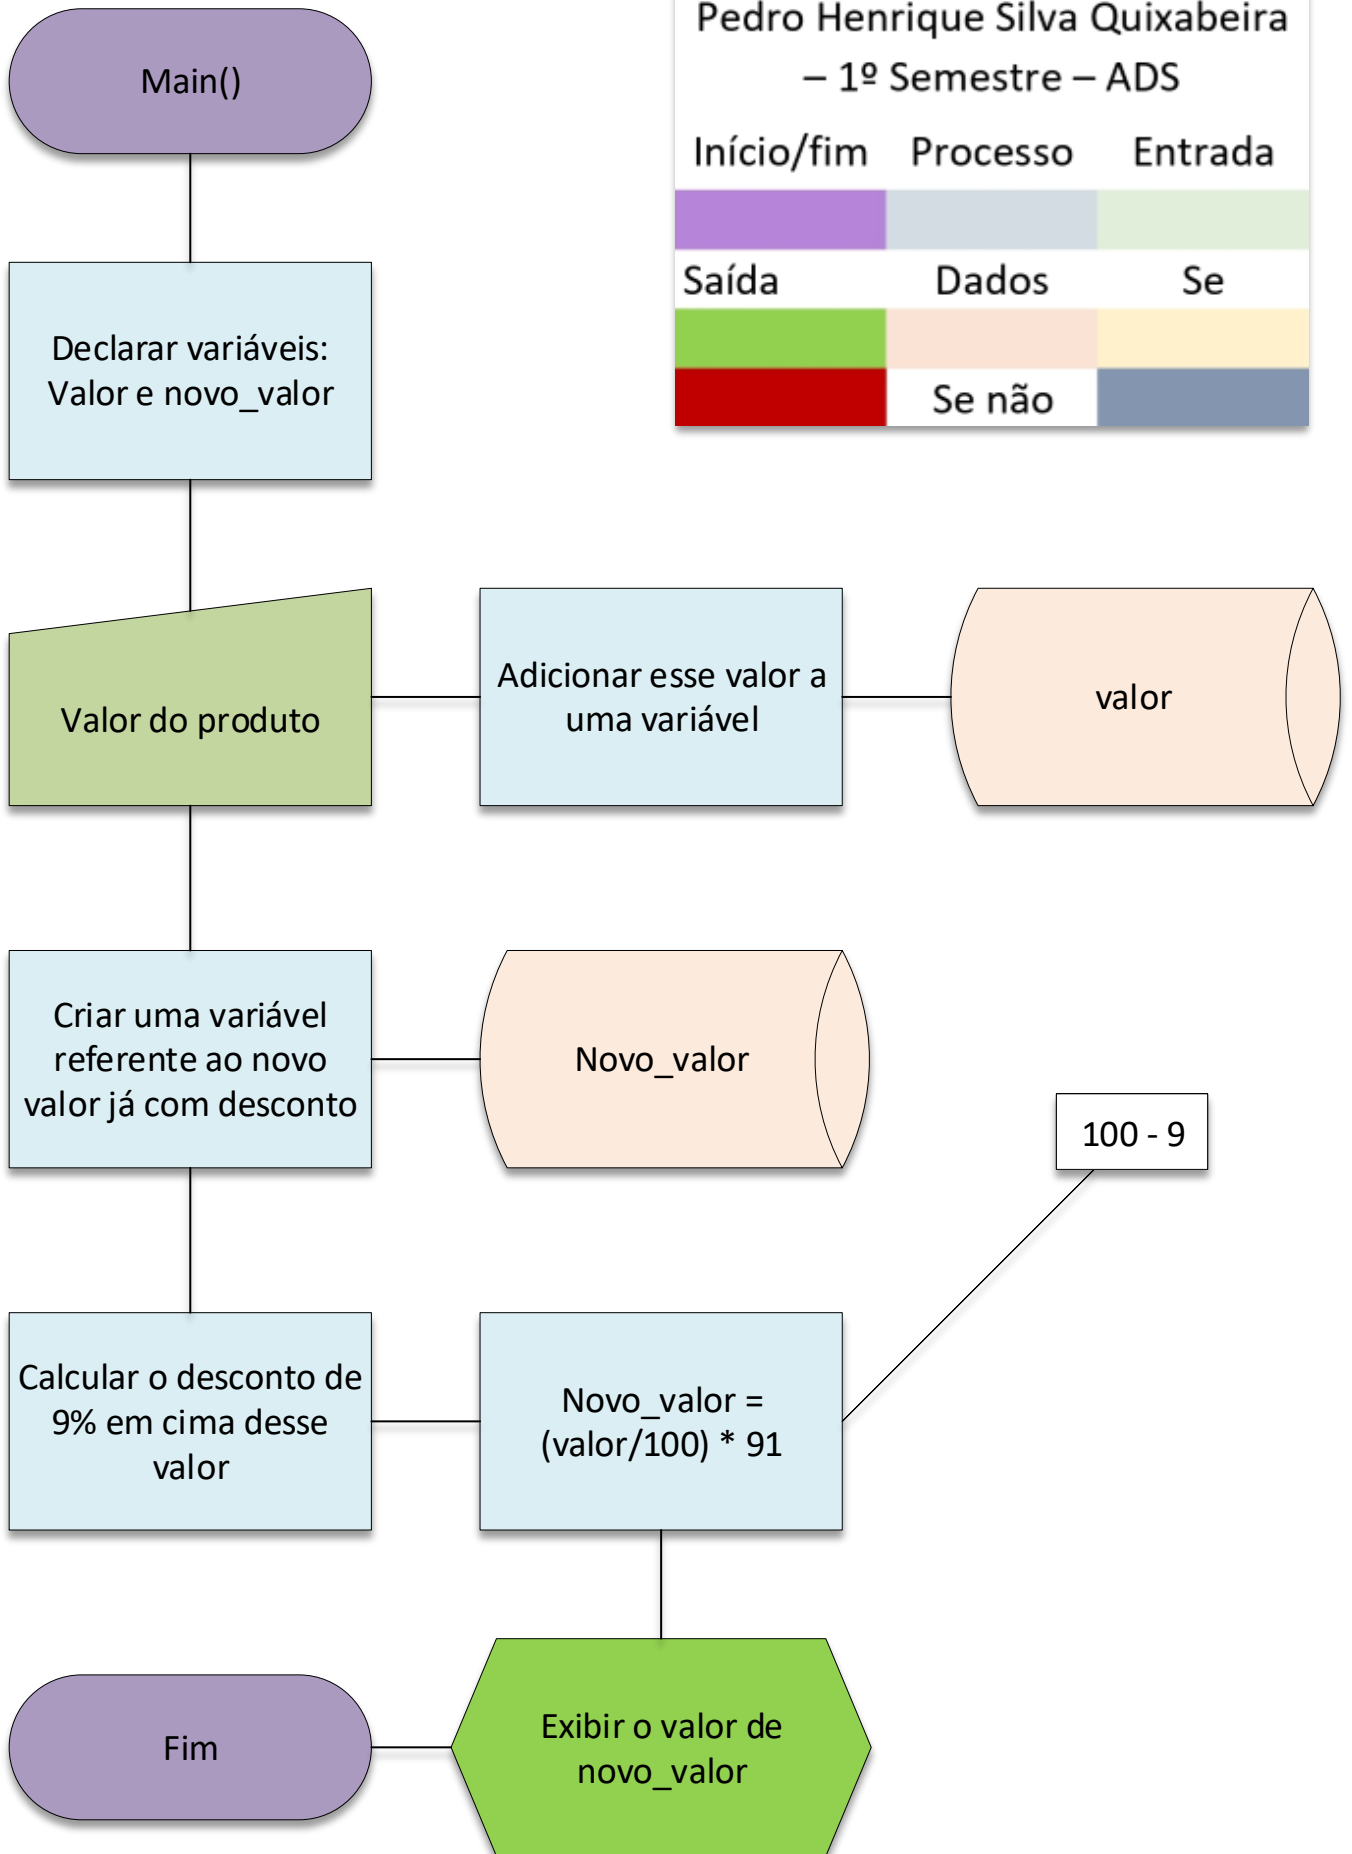 Main()
Pedro Henrique Silva Quixabeira
– 1º Semestre – ADS
Início/fim Processo Entrada
Saída Dados Se
Se não
Declarar variáveis:
Valor e novo_valor
Valor do produto
Adicionar esse valor a
uma variável
valor
Criar uma variável
referente ao novo
valor já com desconto
Novo_valor
100 - 9
Calcular o desconto de
9% em cima desse
valor
Novo_valor =
(valor/100) * 91
Exibir o valor de
novo_valor
Fim